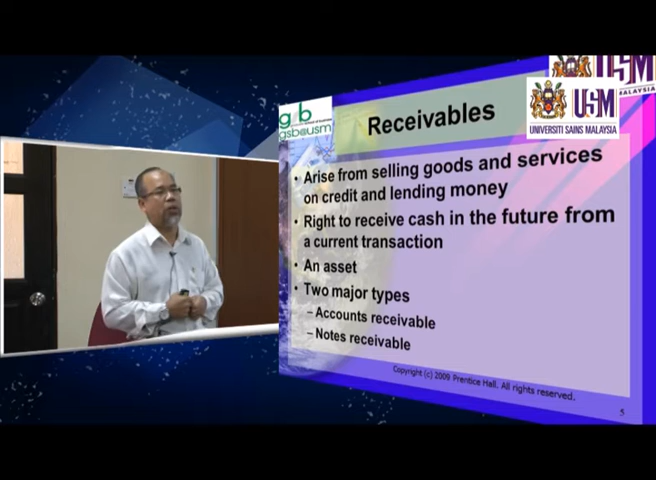 USM
MALAYSIA
gsb
gsb@usm
Receivables
USM
UNIVERSITI SAINS MALAYSIA
• Arise from selling goods and services
on credit and lending money
• Right to receive cash in the future from
a current transaction
• An asset
• Two major types
–Accounts receivable
–Notes receivable
Copyright (c) 2009 Prentice Hall. All rights reserved.
5